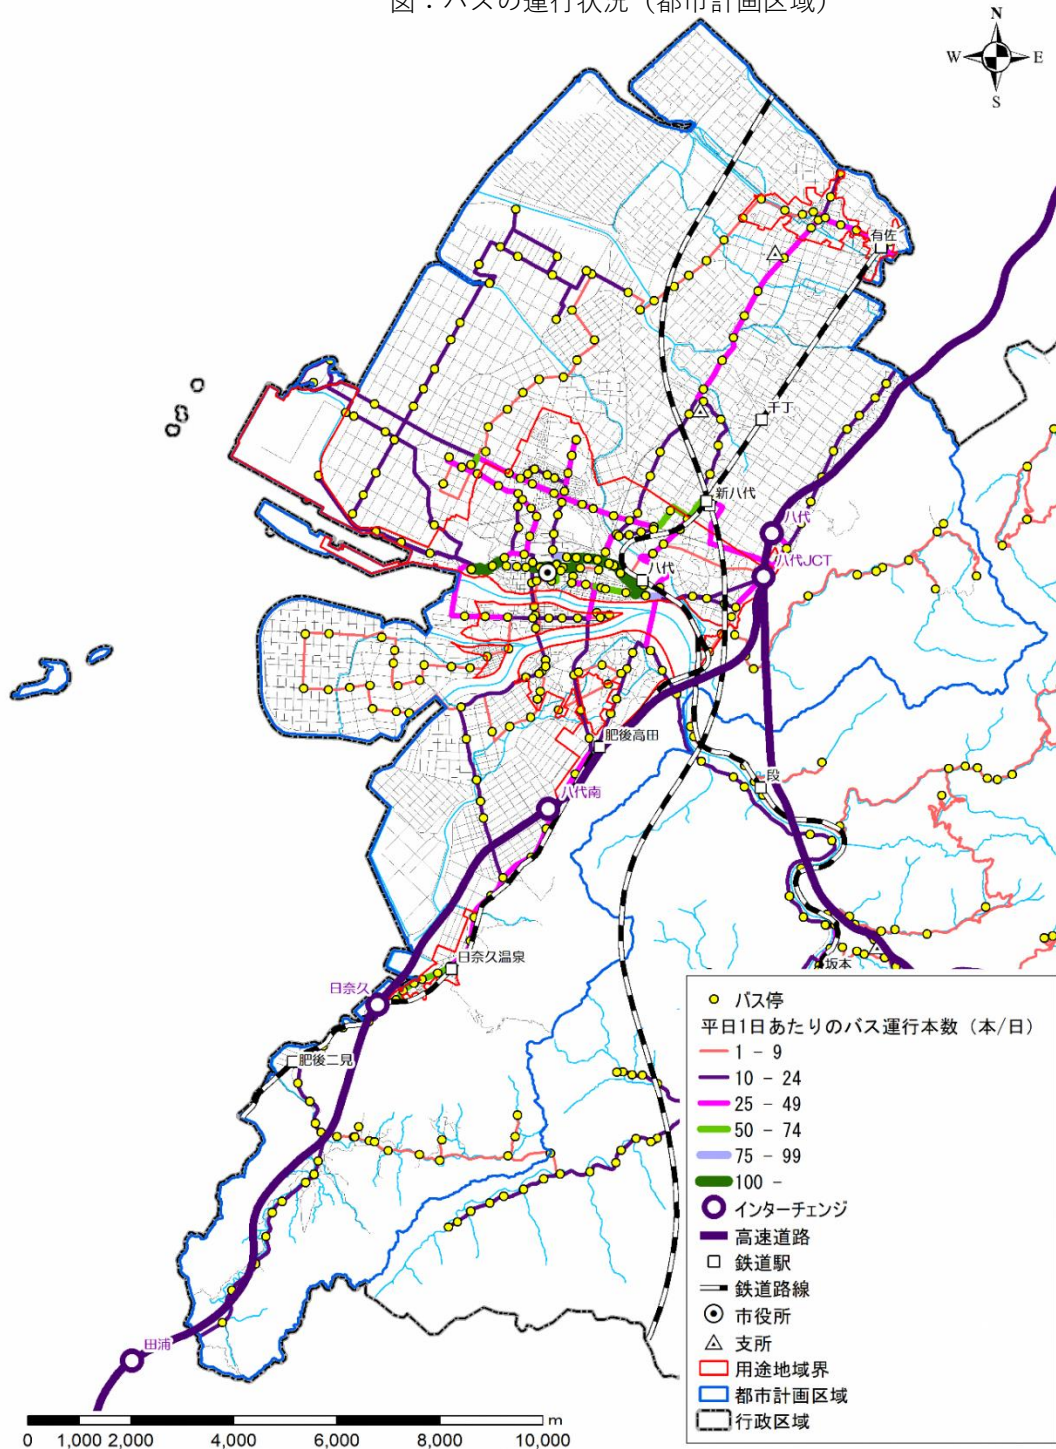 図：バスの運行状況（都市計画区域）
N
W
E
S
有佐
千丁
新八代
八代
八代JCT
八代
肥後高田
段
八代南
日奈久温泉
坂本
日奈久
肥後二見
田浦
バス停
平日1日あたりのバス運行本数（本/日）
1 - 9
10 - 24
25 - 49
50 - 74
75 - 99
100 -
インターチェンジ
高速道路
鉄道駅
鉄道路線
市役所
支所
用途地域界
都市計画区域
行政区域
m
0 1,000 2,000 4,000 6,000 8,000 10,000